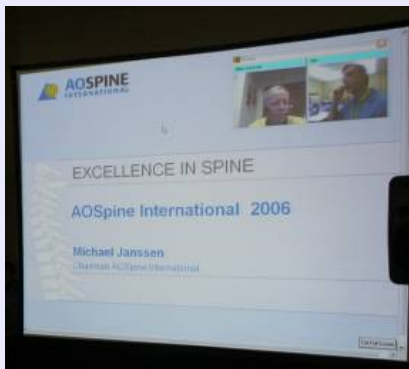 AOSPINE
INTERNATIONAL
EXCELLENCE IN SPINE
AOSpine International 2006
Michael Janssen
Chairman AOSpine International